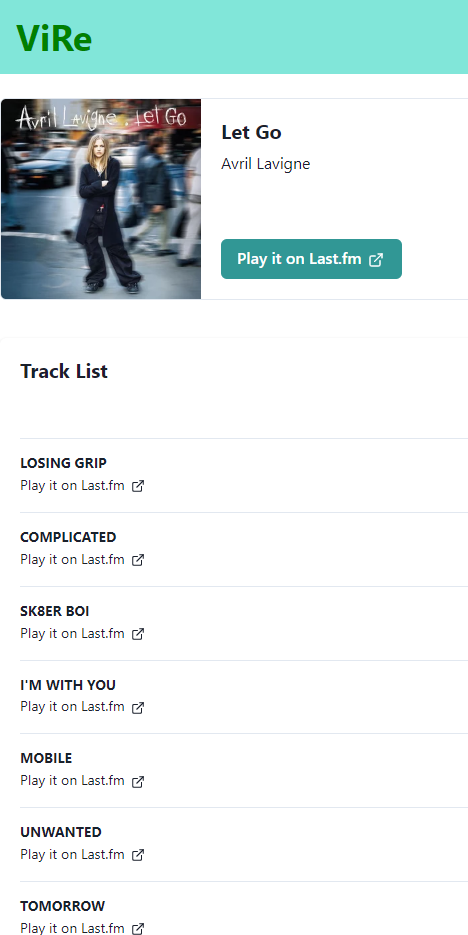 ViRe
Avril Lavigne . Let Go
Let Go
Avril Lavigne
Play it on Last.fm
Track List
LOSING GRIP
Play it on Last.fm
COMPLICATED
Play it on Last.fm
SK8ER BOI
Play it on Last.fm
I'M WITH YOU
Play it on Last.fm
MOBILE
Play it on Last.fm
UNWANTED
Play it on Last.fm
TOMORROW
Play it on Last.fm